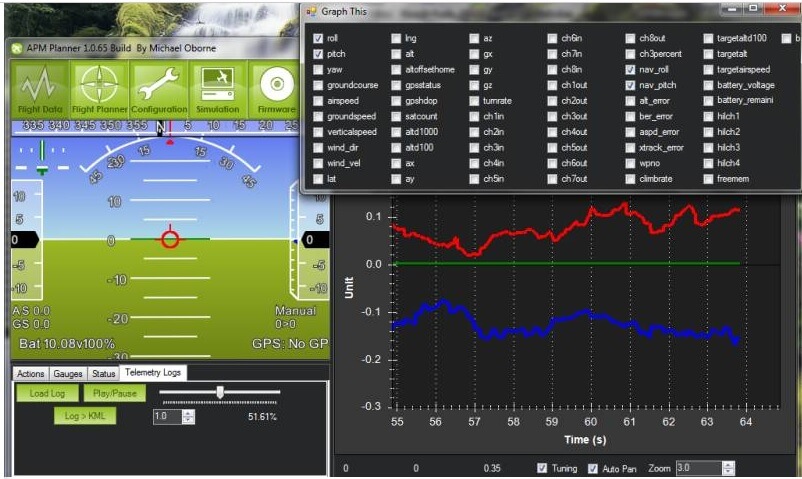 Graph This
roll lng az ch6in ch8out targetaltd100 b
pitch alt gx ch7in ch3percent targetalt
yaw altoffsethome gy ch8in nav_roll targetairspeed
groundcourse gpsstatus gz ch1out nav_pitch battery_voltage
airspeed gpshdop turnrate ch2out alt_error battery_remaini
groundspeed satcount ch1in ch3out ber_error hilch1
verticalspeed altd1000 ch2in ch4out aspd_error hilch2
wind_dir altd100 ch3in ch5out xtrack_error hilch3
wind_vel ax ch4in ch6out wpno hilch4
lat ay ch5in ch7out climbrate freemem
APM Planner 1.0.65 Build By Michael Oborne
Flight Data Flight Planner Configuration Simulation Firmware
335 340 345 350 355 N 5 10 15 20 25
45 30 15 0 15 30 45
10 10 10
5 5
0 0 0
-5 -5
-10 -10 -10
-20
-30
AS 0.0 Manual
GS 0.0 0>0
Bat 10.08v100% GPS: No GP
Actions Gauges Status Telemetry Logs
Load Log Play/Pause
Log > KML 1.0 51.61%
0.1
0.0
-0.1
-0.2
-0.3
Unit
55 56 57 58 59 60 61 62 63 64
Time (s)
0 0 0.35 Tuning Auto Pan Zoom 3.0